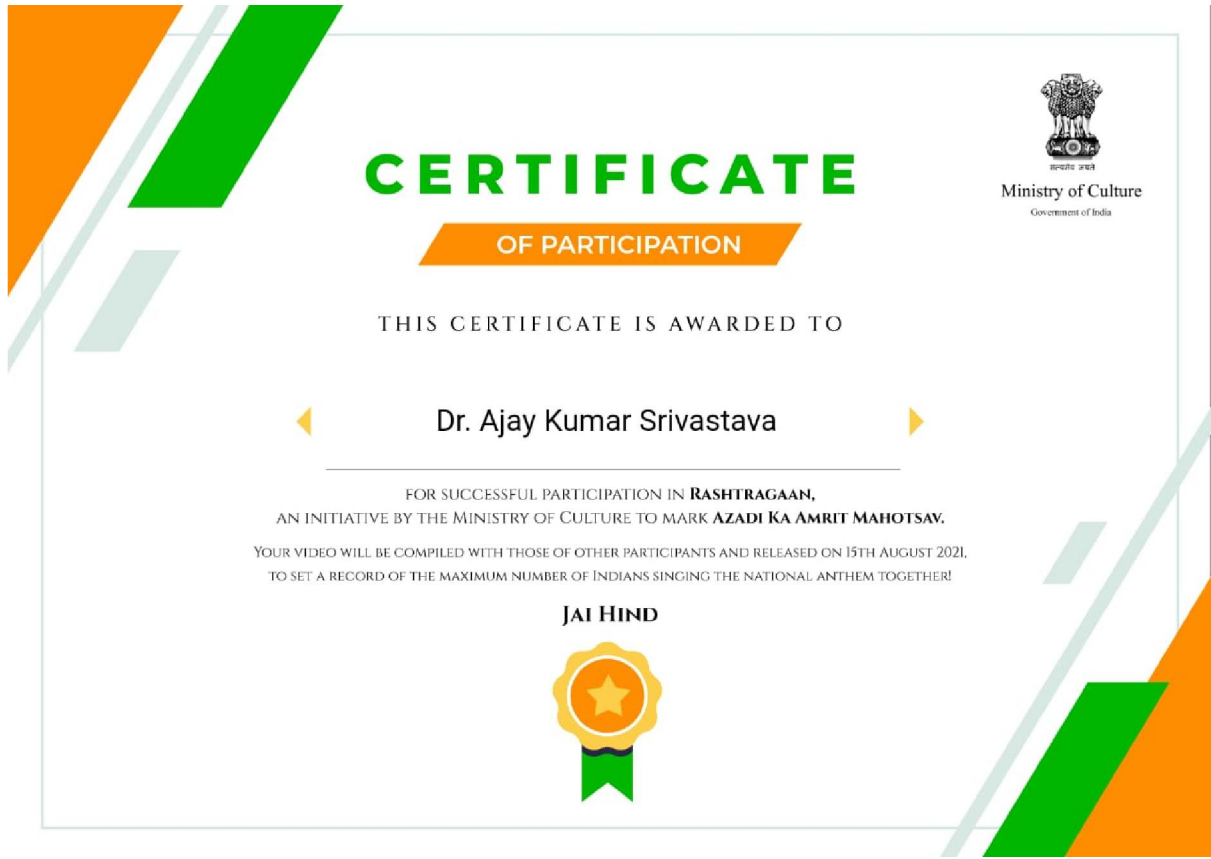 CERTIFICATE
OF PARTICIPATION
सत्यमेव जयते
Ministry of Culture
Government of India
THIS CERTIFICATE IS AWARDED TO
Dr. Ajay Kumar Srivastava
FOR SUCCESSFUL PARTICIPATION IN RASHTRAGAAN,
AN INITIATIVE BY THE MINISTRY OF CULTURE TO MARK AZADI KA AMRIT MAHOTSAV.
YOUR VIDEO WILL BE COMPILED WITH THOSE OF OTHER PARTICIPANTS AND RELEASED ON 15TH AUGUST 2021,
TO SET A RECORD OF THE MAXIMUM NUMBER OF INDIANS SINGING THE NATIONAL ANTHEM TOGETHER!
JAI HIND